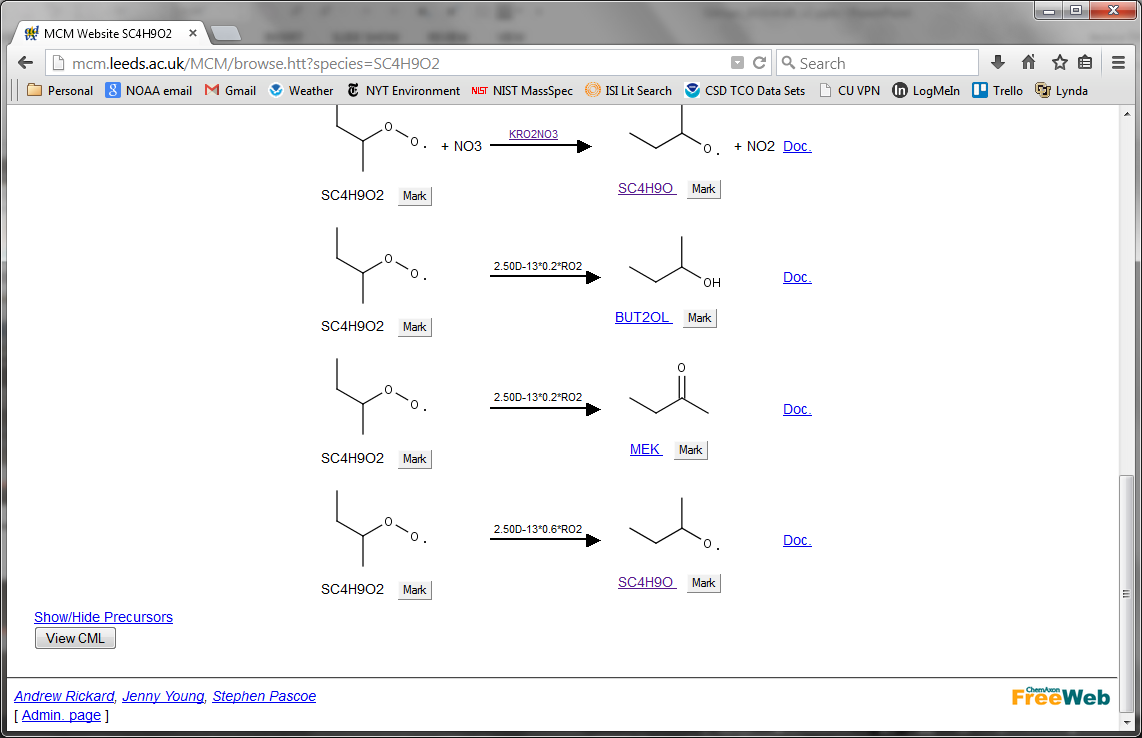 MCM Website SC4H9O2
mcm.leeds.ac.uk/MCM/browse.htt?species=SC4H9O2
Search
Personal NOAA email Gmail Weather NYT Environment NIST NIST MassSpec ISI Lit Search CSD TCO Data Sets CU VPN LogMeIn Trello Lynda
O
O .
+ NO3
KRO2NO3
O .
+ NO2
Doc.
SC4H9O2 Mark
SC4H9O Mark
O
O .
2.50D-13*0.2*RO2
OH
Doc.
SC4H9O2 Mark
BUT2OL Mark
O
O .
2.50D-13*0.2*RO2
O
Doc.
SC4H9O2 Mark
MEK Mark
O
O .
2.50D-13*0.6*RO2
O .
Doc.
SC4H9O2 Mark
SC4H9O Mark
Show/Hide Precursors
View CML
Andrew Rickard, Jenny Young, Stephen Pascoe
[ Admin. page ]
ChemAxon
FreeWeb